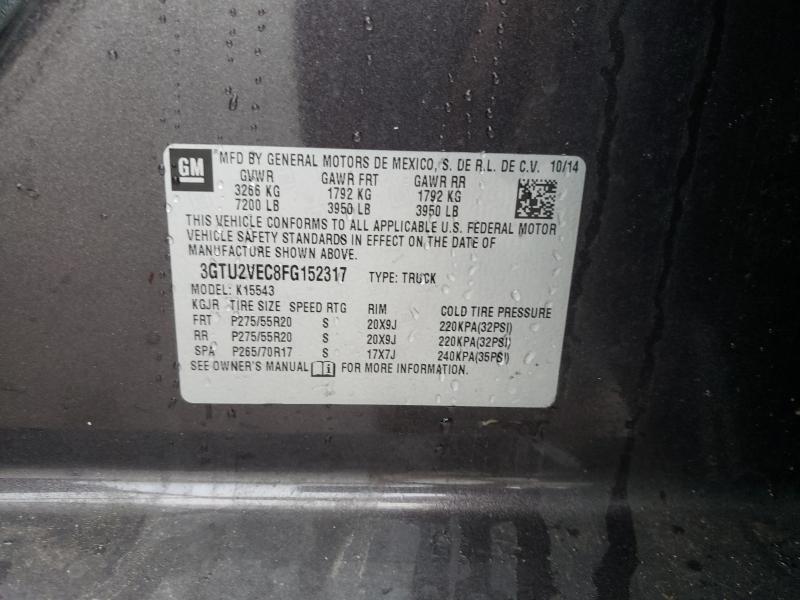 GM MFD BY GENERAL MOTORS DE MEXICO, S. DE R.L. DE C.V. 10/14
GVWR GAWR FRT GAWR RR
3266 KG 1792 KG 1792 KG
7200 LB 3950 LB 3950 LB
THIS VEHICLE CONFORMS TO ALL APPLICABLE U.S. FEDERAL MOTOR
VEHICLE SAFETY STANDARDS IN EFFECT ON THE DATE OF
MANUFACTURE SHOWN ABOVE.
3GTU2VEC8FG152317 TYPE: TRUCK
MODEL: K15543
KGJR TIRE SIZE SPEED RTG RIM COLD TIRE PRESSURE
FRT P275/55R20 S 20X9J 220KPA(32PSI)
RR P275/55R20 S 20X9J 220KPA(32PSI)
SPA P265/70R17 S 17X7J 240KPA(35PSI)
SEE OWNER'S MANUAL FOR MORE INFORMATION.